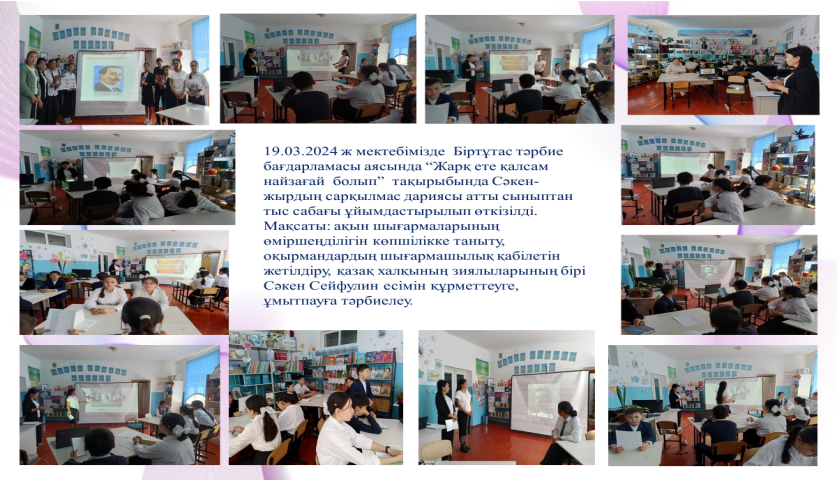 19.03.2024 ж мектебімізде Біртұтас тәрбие
бағдарламасы аясында “Жарқ ете қалсам
найзағай болып” тақырыбында Сәкен-
жырдың сарқылмас дариясы атты сыныптан
тыс сабағы ұйымдастырылып өткізілді.
Мақсаты: ақын шығармаларының
өміршеңділігін көпшілікке таныту,
оқырмандардың шығармашылық қабілетін
жетілдіру, қазақ халқының зиялыларының бірі
Сәкен Сейфулин есімін құрметтеуге,
ұмытпауға тәрбиелеу.